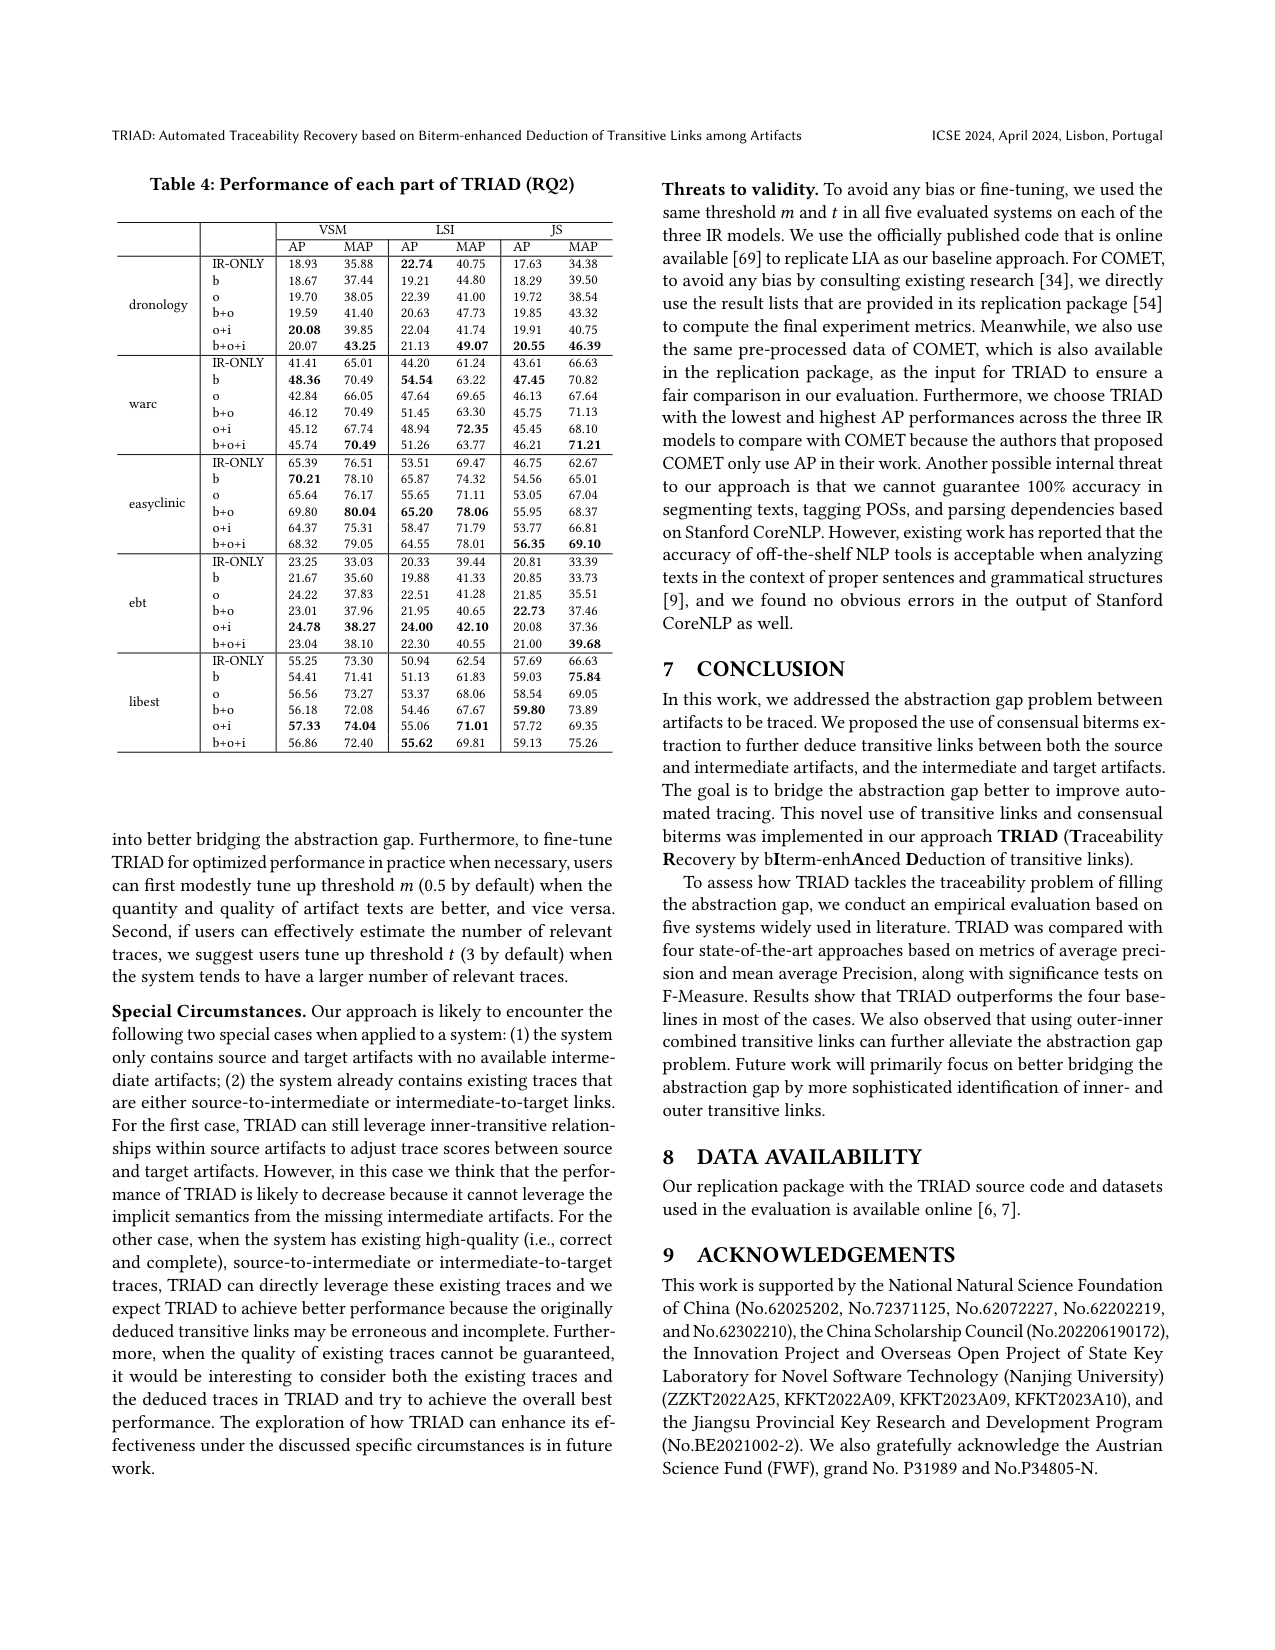 TRIAD: Automated Traceability Recovery based on Biterm-enhanced Deduction of Transitive Links among Artifacts
ICSE 2024, April 2024, Lisbon, Portugal
Table 4: Performance of each part of TRIAD (RQ2)
VSM LSI JS
AP MAP AP MAP AP MAP
dronology
IR-ONLY 18.93 35.88 22.74 40.75 17.63 34.38
b 18.67 37.44 19.21 44.80 18.29 39.50
o 19.70 38.05 22.39 41.00 19.72 38.54
b+o 19.59 41.40 20.63 47.73 19.85 43.32
o+i 20.08 39.85 22.04 41.74 19.91 40.75
b+o+i 20.07 43.25 21.13 49.07 20.55 46.39
warc
IR-ONLY 41.41 65.01 44.20 61.24 43.61 66.63
b 48.36 70.49 54.54 63.22 47.45 70.82
o 42.84 66.05 47.64 69.65 46.13 67.64
b+o 46.12 70.49 51.45 63.30 45.75 71.13
o+i 45.12 67.74 48.94 72.35 45.45 68.10
b+o+i 45.74 70.49 51.26 63.77 46.21 71.21
easyclinic
IR-ONLY 65.39 76.51 53.51 69.47 46.75 62.67
b 70.21 78.10 65.87 74.32 54.56 65.01
o 65.64 76.17 55.65 71.11 53.05 67.04
b+o 69.80 80.04 65.20 78.06 55.95 68.37
o+i 64.37 75.31 58.47 71.79 53.77 66.81
b+o+i 68.32 79.05 64.55 78.01 56.35 69.10
ebt
IR-ONLY 23.25 33.03 20.33 39.44 20.81 33.39
b 21.67 35.60 19.88 41.33 20.85 33.73
o 24.22 37.83 22.51 41.28 21.85 35.51
b+o 23.01 37.96 21.95 40.65 22.73 37.46
o+i 24.78 38.27 24.00 42.10 20.08 37.36
b+o+i 23.04 38.10 22.30 40.55 21.00 39.68
libest
IR-ONLY 55.25 73.30 50.94 62.54 57.69 66.63
b 54.41 71.41 51.13 61.83 59.03 75.84
o 56.56 73.27 53.37 68.06 58.54 69.05
b+o 56.18 72.08 54.46 67.67 59.80 73.89
o+i 57.33 74.04 55.06 71.01 57.72 69.35
b+o+i 56.86 72.40 55.62 69.81 59.13 75.26
into better bridging the abstraction gap. Furthermore, to fine-tune
TRIAD for optimized performance in practice when necessary, users
can first modestly tune up threshold m (0.5 by default) when the
quantity and quality of artifact texts are better, and vice versa.
Second, if users can effectively estimate the number of relevant
traces, we suggest users tune up threshold t (3 by default) when
the system tends to have a larger number of relevant traces.
Special Circumstances. Our approach is likely to encounter the
following two special cases when applied to a system: (1) the system
only contains source and target artifacts with no available interme-
diate artifacts; (2) the system already contains existing traces that
are either source-to-intermediate or intermediate-to-target links.
For the first case, TRIAD can still leverage inner-transitive relation-
ships within source artifacts to adjust trace scores between source
and target artifacts. However, in this case we think that the perfor-
mance of TRIAD is likely to decrease because it cannot leverage the
implicit semantics from the missing intermediate artifacts. For the
other case, when the system has existing high-quality (i.e., correct
and complete), source-to-intermediate or intermediate-to-target
traces, TRIAD can directly leverage these existing traces and we
expect TRIAD to achieve better performance because the originally
deduced transitive links may be erroneous and incomplete. Further-
more, when the quality of existing traces cannot be guaranteed,
it would be interesting to consider both the existing traces and
the deduced traces in TRIAD and try to achieve the overall best
performance. The exploration of how TRIAD can enhance its ef-
fectiveness under the discussed specific circumstances is in future
work.
Threats to validity. To avoid any bias or fine-tuning, we used the
same threshold m and t in all five evaluated systems on each of the
three IR models. We use the officially published code that is online
available [69] to replicate LIA as our baseline approach. For COMET,
to avoid any bias by consulting existing research [34], we directly
use the result lists that are provided in its replication package [54]
to compute the final experiment metrics. Meanwhile, we also use
the same pre-processed data of COMET, which is also available
in the replication package, as the input for TRIAD to ensure a
fair comparison in our evaluation. Furthermore, we choose TRIAD
with the lowest and highest AP performances across the three IR
models to compare with COMET because the authors that proposed
COMET only use AP in their work. Another possible internal threat
to our approach is that we cannot guarantee 100% accuracy in
segmenting texts, tagging POSs, and parsing dependencies based
on Stanford CoreNLP. However, existing work has reported that the
accuracy of off-the-shelf NLP tools is acceptable when analyzing
texts in the context of proper sentences and grammatical structures
[9], and we found no obvious errors in the output of Stanford
CoreNLP as well.
7 CONCLUSION
In this work, we addressed the abstraction gap problem between
artifacts to be traced. We proposed the use of consensual biterms ex-
traction to further deduce transitive links between both the source
and intermediate artifacts, and the intermediate and target artifacts.
The goal is to bridge the abstraction gap better to improve auto-
mated tracing. This novel use of transitive links and consensual
biterms was implemented in our approach TRIAD (Traceability
Recovery by bIterm-enhAnced Deduction of transitive links).
To assess how TRIAD tackles the traceability problem of filling
the abstraction gap, we conduct an empirical evaluation based on
five systems widely used in literature. TRIAD was compared with
four state-of-the-art approaches based on metrics of average preci-
sion and mean average Precision, along with significance tests on
F-Measure. Results show that TRIAD outperforms the four base-
lines in most of the cases. We also observed that using outer-inner
combined transitive links can further alleviate the abstraction gap
problem. Future work will primarily focus on better bridging the
abstraction gap by more sophisticated identification of inner- and
outer transitive links.
8 DATA AVAILABILITY
Our replication package with the TRIAD source code and datasets
used in the evaluation is available online [6, 7].
9 ACKNOWLEDGEMENTS
This work is supported by the National Natural Science Foundation
of China (No.62025202, No.72371125, No.62072227, No.62202219,
and No.62302210), the China Scholarship Council (No.202206190172),
the Innovation Project and Overseas Open Project of State Key
Laboratory for Novel Software Technology (Nanjing University)
(ZZKT2022A25, KFKT2022A09, KFKT2023A09, KFKT2023A10), and
the Jiangsu Provincial Key Research and Development Program
(No.BE2021002-2). We also gratefully acknowledge the Austrian
Science Fund (FWF), grand No. P31989 and No.P34805-N.